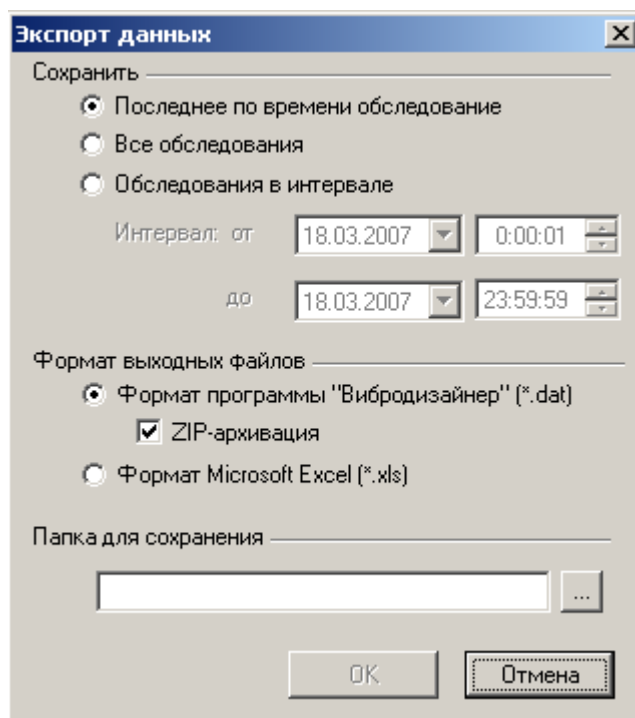 Экспорт данных
Сохранить
Последнее по времени обследование
Все обследования
Обследования в интервале
Интервал: от 18.03.2007 0:00:01
до 18.03.2007 23:59:59
Формат выходных файлов
Формат программы "Вибродизайнер" (*.dat)
ZIP-архивация
Формат Microsoft Excel (*.xls)
Папка для сохранения
...
OK Отмена